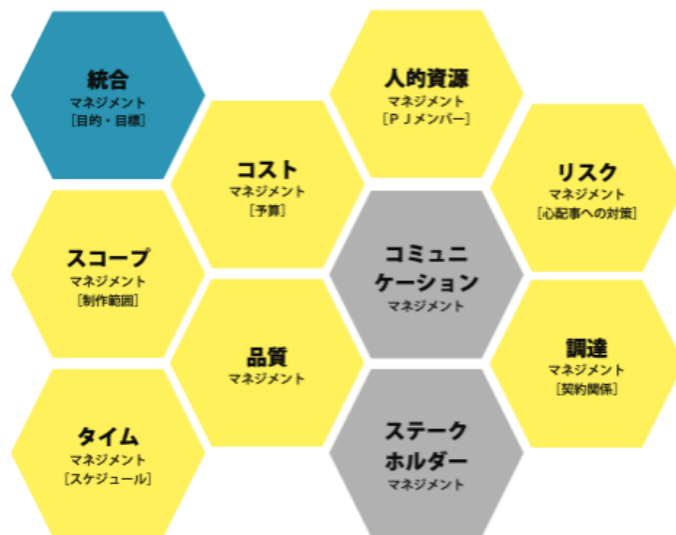 統合
マネジメント
[目的・目標]
人的資源
マネジメント
[ＰＪメンバー]
コスト
マネジメント
[予算]
リスク
マネジメント
[心配事への対策]
スコープ
マネジメント
[制作範囲]
コミュニ
ケーション
マネジメント
品質
マネジメント
調達
マネジメント
[契約関係]
タイム
マネジメント
[スケジュール]
ステーク
ホルダー
マネジメント